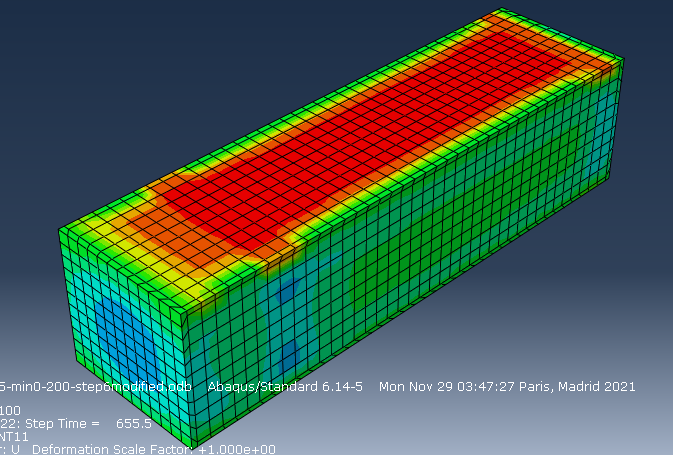 5-min0-200-step6modified.odb Abaqus/Standard 6.14-5 Mon Nov 29 03:47:27 Paris, Madrid 2021
100
22: Step Time = 655.5
NT11
r: U Deformation Scale Factor: +1.000e+00